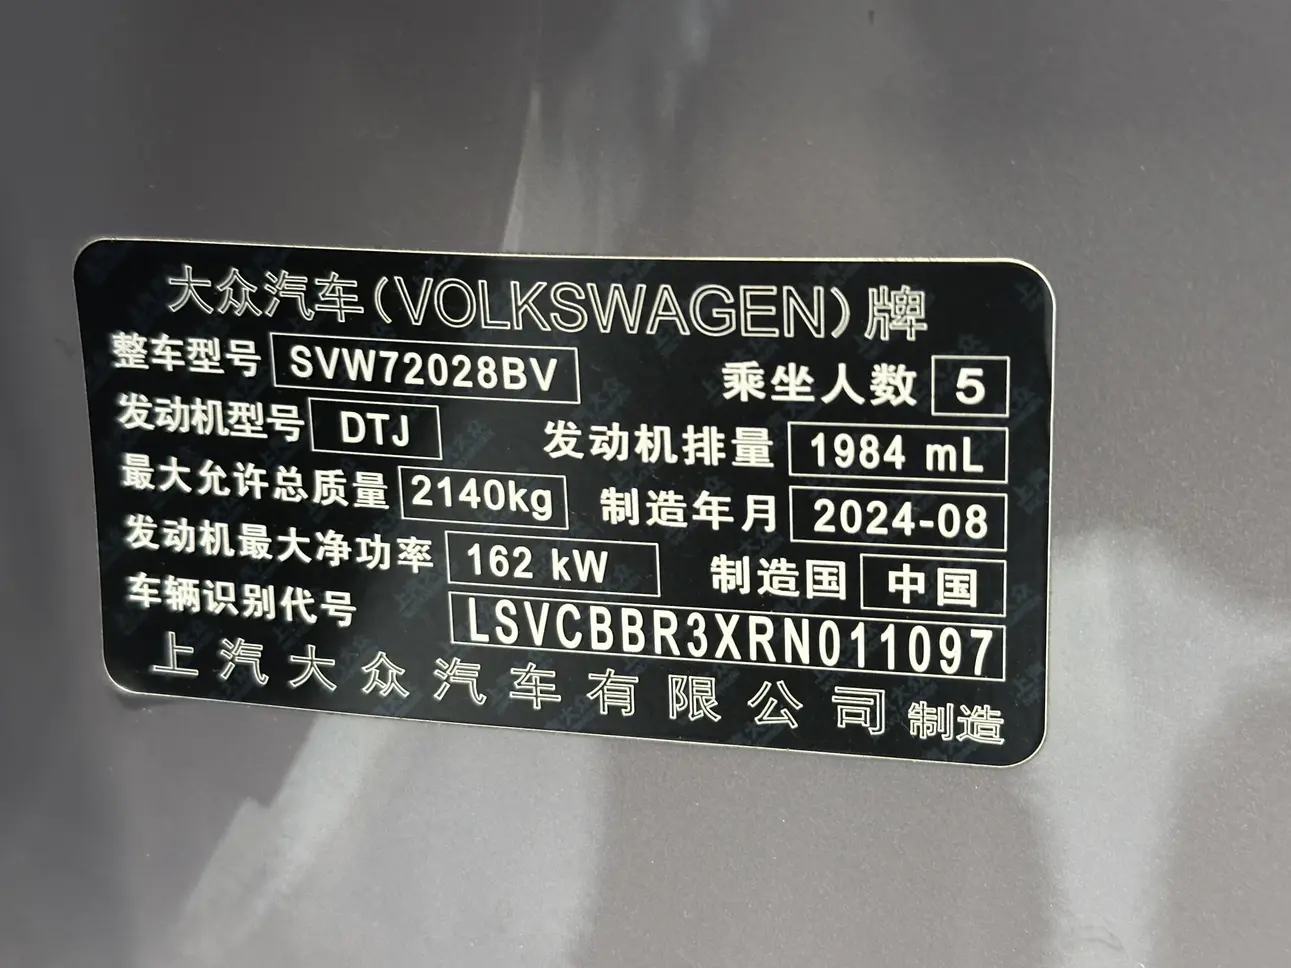 大众汽车(VOLKSWAGEN)牌
整车型号 SVW72028BV 乘坐人数 5
发动机型号 DTJ 发动机排量 1984 mL
最大允许总质量 2140kg 制造年月 2024-08
发动机最大净功率 162 kW 制造国 中国
车辆识别代号 LSVCBBR3XRN011097
上汽大众汽车有限公司制造